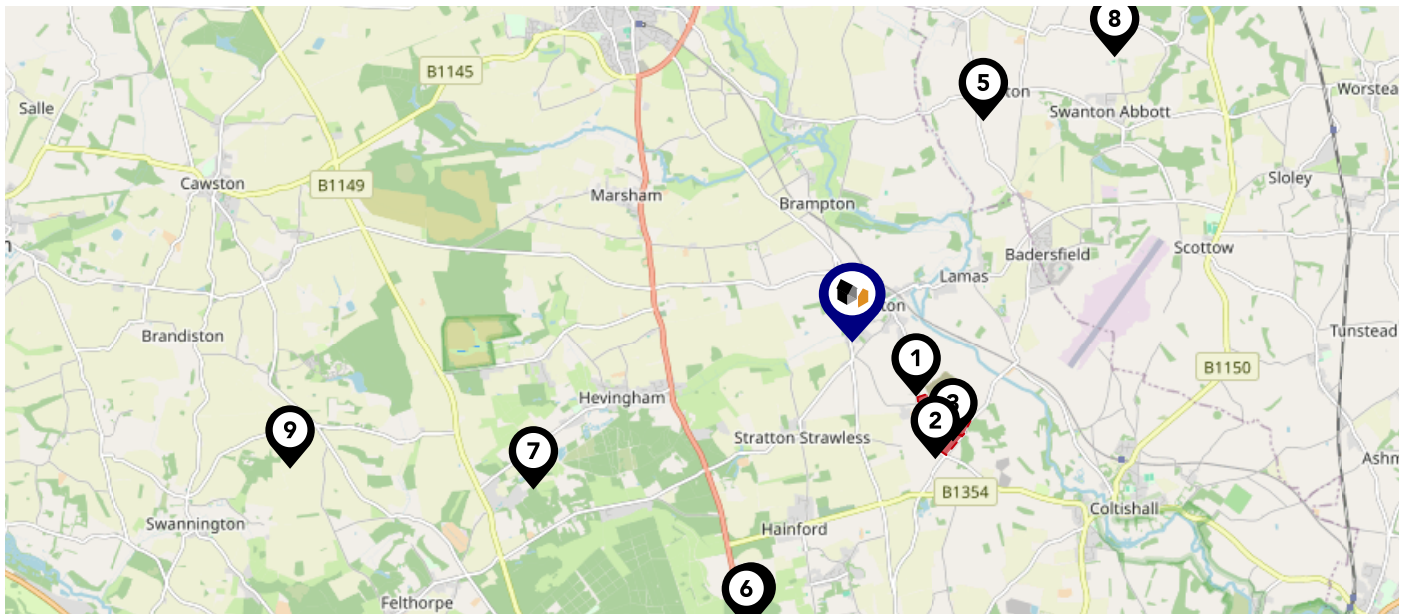 8
B1145
5
ton
Worstea
Salle
Swanton Abbott
B1149
Cawston
Sloley
Marsham
Brampton
n
Scottow
Badersfield
Lamas
ton
Brandiston
Tunstead
1
B1150
Hevingham
3
2
9
Stratton Strawless
7
Ashm
B1354
Coltishall
Swannington
Hainford
6
Felthorpe